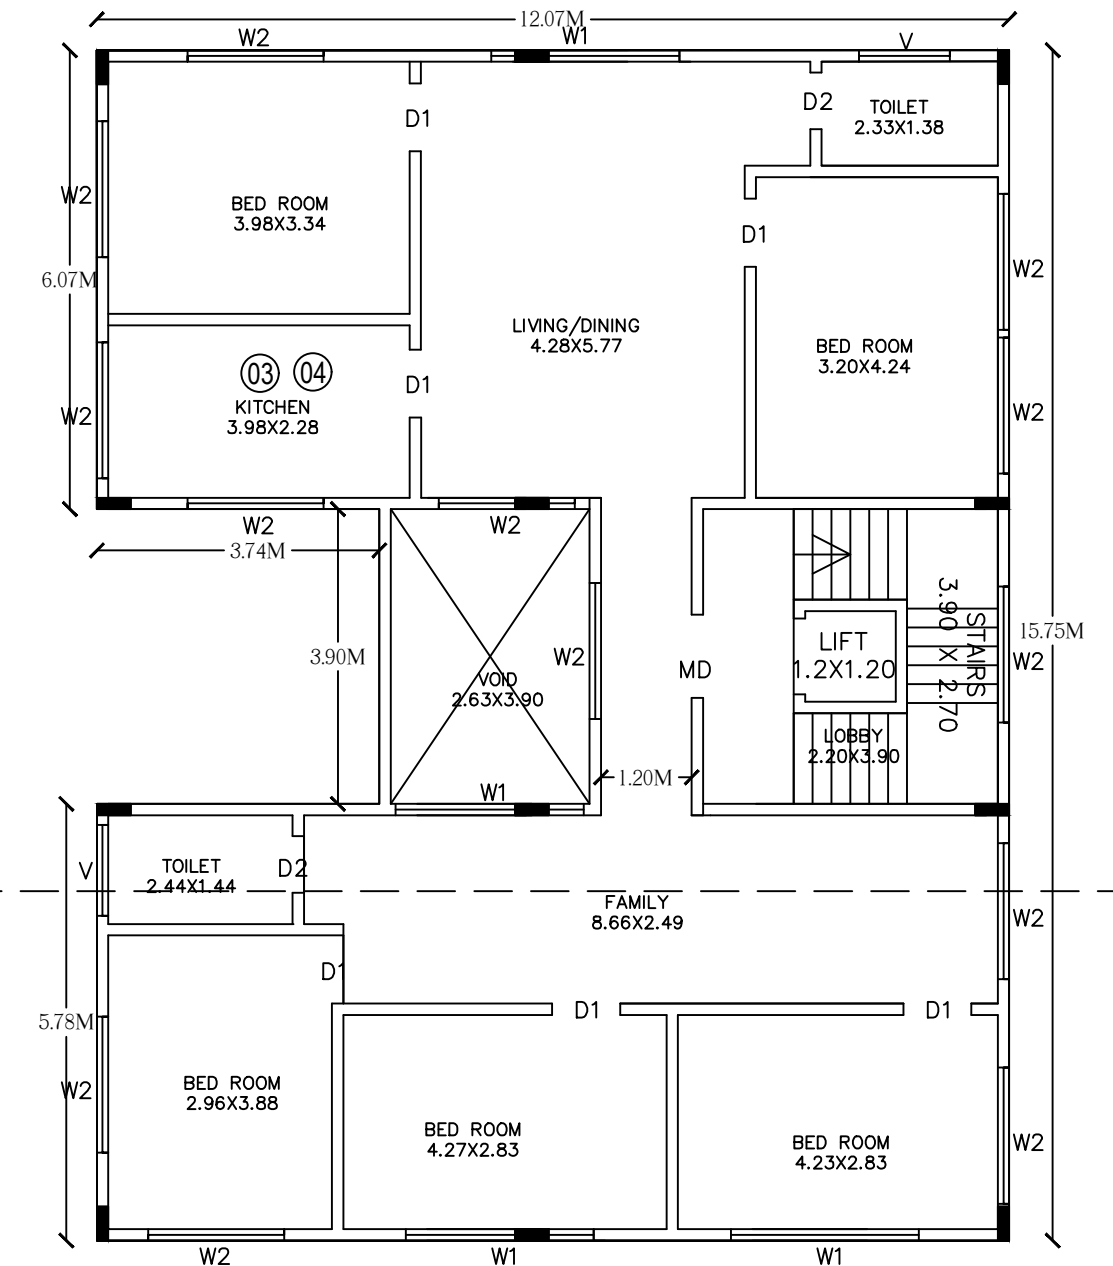 12.07M
W2
W1
V
D1
D2
TOILET
2.33X1.38
W2
BED ROOM
3.98X3.34
D1
W2
6.07M
LIVING/DINING
4.28X5.77
BED ROOM
3.20X4.24
03 04
D1
KITCHEN
3.98X2.28
W2
W2
W2
W2
3.74M
3.90M
VOID
2.63X3.90
W2
MD
LIFT
1.2X1.20
STAIRS
3.90 X 2.70
W2
15.75M
LOBBY
2.20X3.90
W1
1.20M
V
TOILET
2.44X1.44
D2
FAMILY
8.66X2.49
W2
D1
5.78M
D1
D1
W2
BED ROOM
2.96X3.88
BED ROOM
4.27X2.83
BED ROOM
4.23X2.83
W2
W2
W1
W1